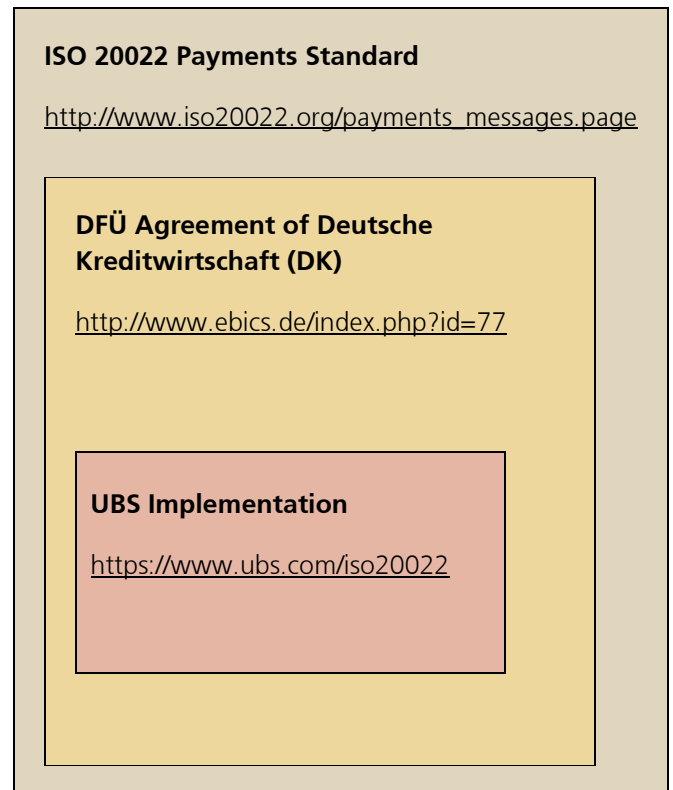 ISO 20022 Payments Standard
http://www.iso20022.org/payments_messages.page
DFÜ Agreement of Deutsche
Kreditwirtschaft (DK)
http://www.ebics.de/index.php?id=77
UBS Implementation
https://www.ubs.com/iso20022